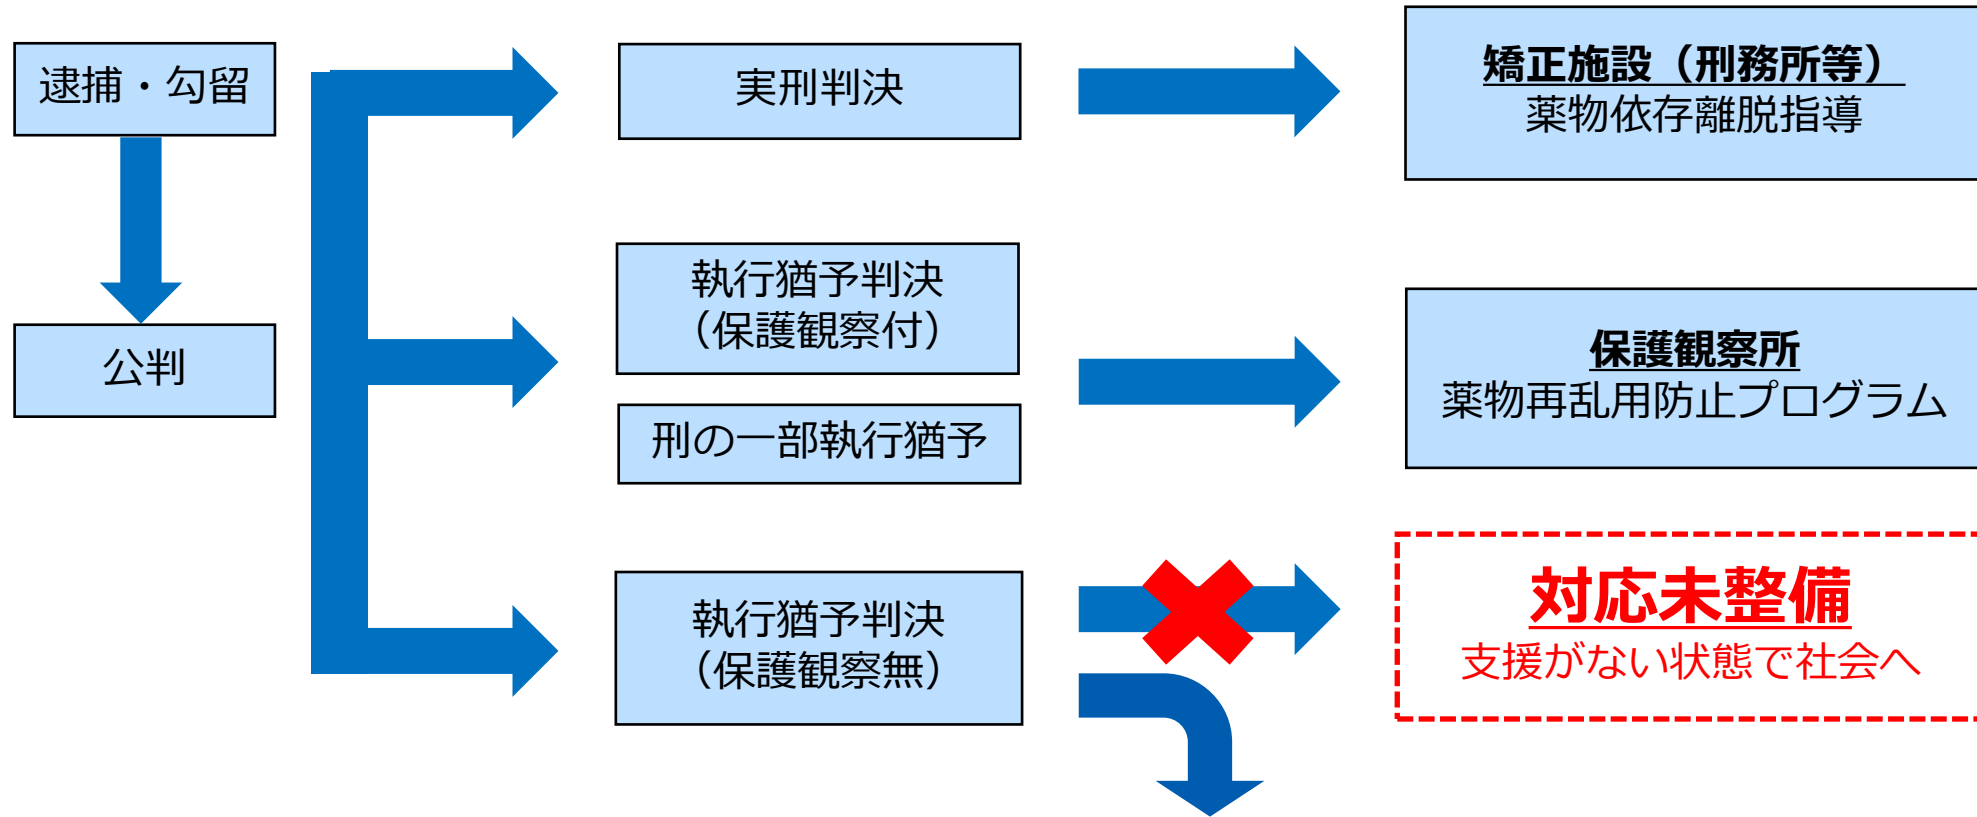 逮捕・勾留
公判
実刑判決
執行猶予判決
（保護観察付）
刑の一部執行猶予
執行猶予判決
（保護観察無）
矯正施設（刑務所等）
薬物依存離脱指導
保護観察所
薬物再乱用防止プログラム
対応未整備
支援がない状態で社会へ